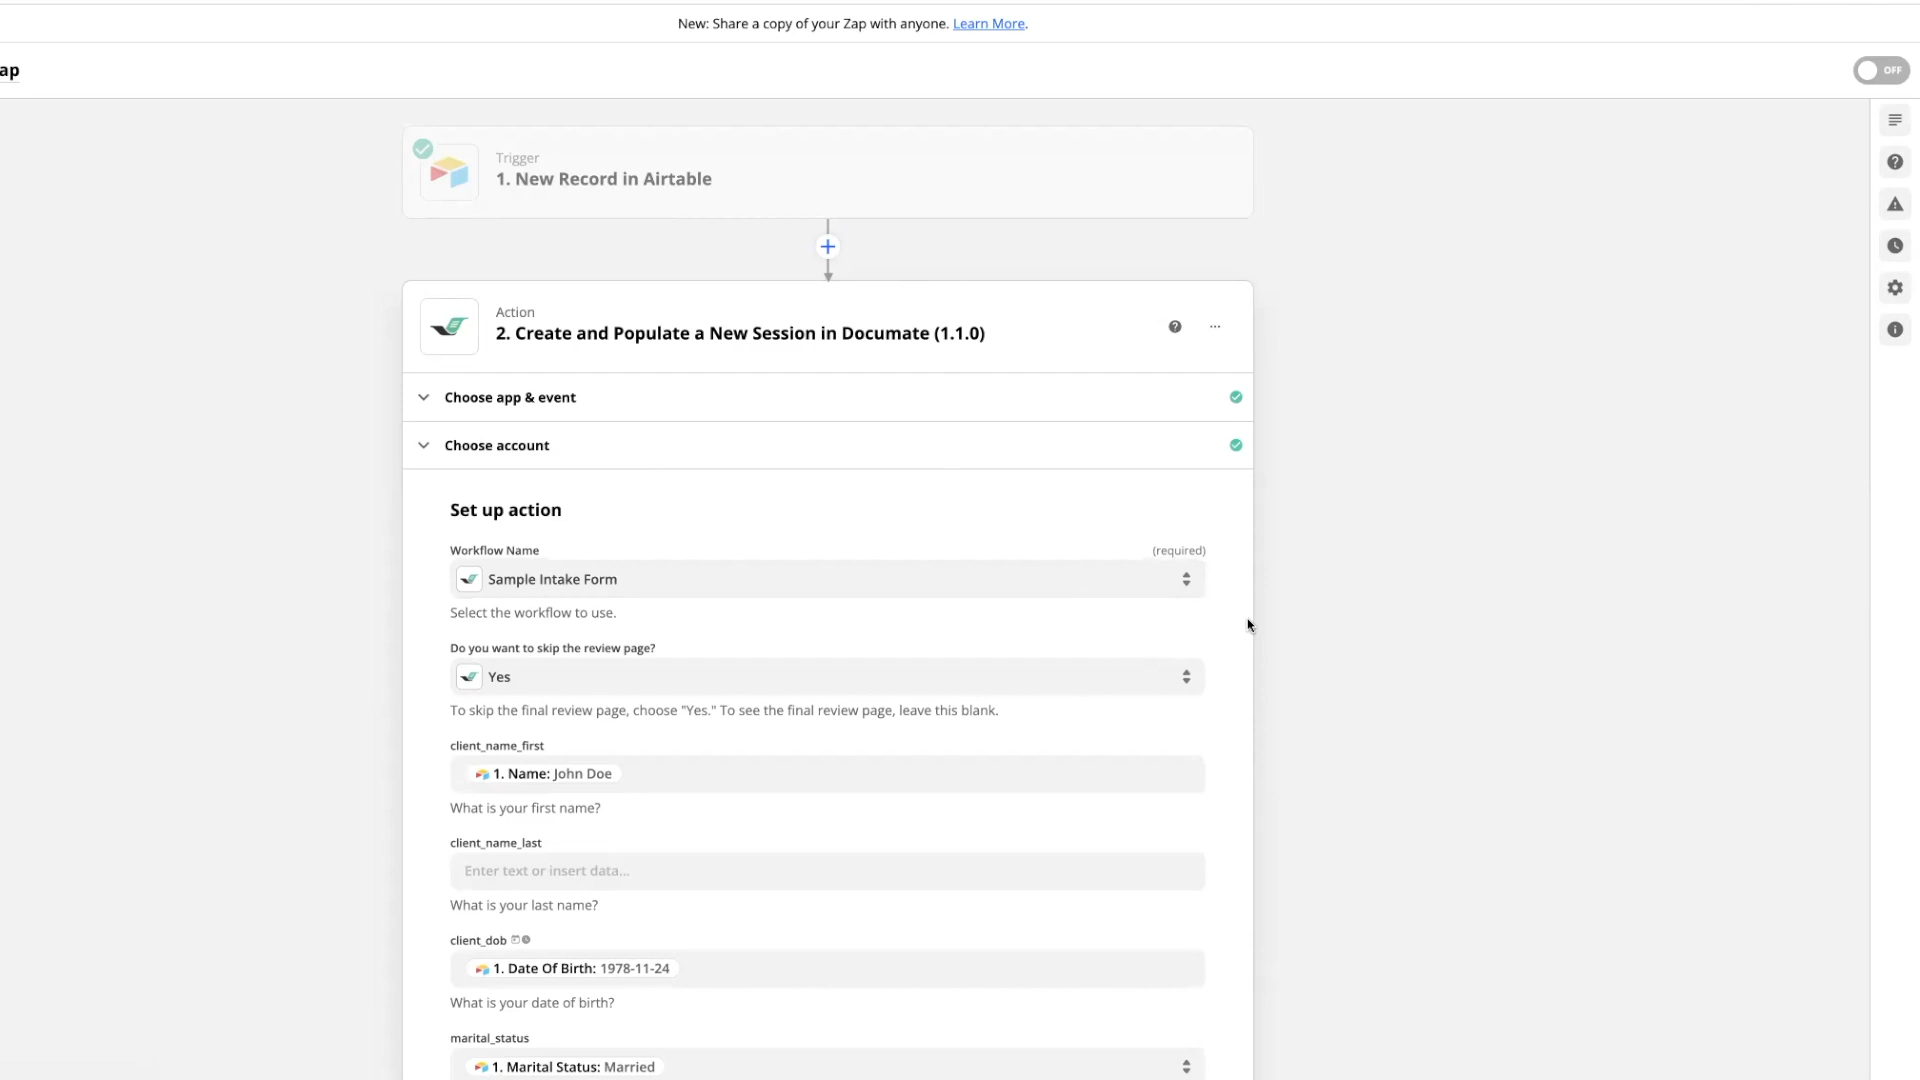 New: Share a copy of your Zap with anyone. Learn More.
ap
OFF
Trigger
1. New Record in Airtable
Action
2. Create and Populate a New Session in Documate (1.1.0)
Choose app & event
Choose account
Set up action
Workflow Name
(required)
Sample Intake Form
Select the workflow to use.
Do you want to skip the review page?
Yes
To skip the final review page, choose "Yes." To see the final review page, leave this blank.
client_name_first
1. Name: John Doe
What is your first name?
client_name_last
Enter text or insert data...
What is your last name?
client_dob
1. Date Of Birth: 1978-11-24
What is your date of birth?
marital_status
1. Marital Status: Married